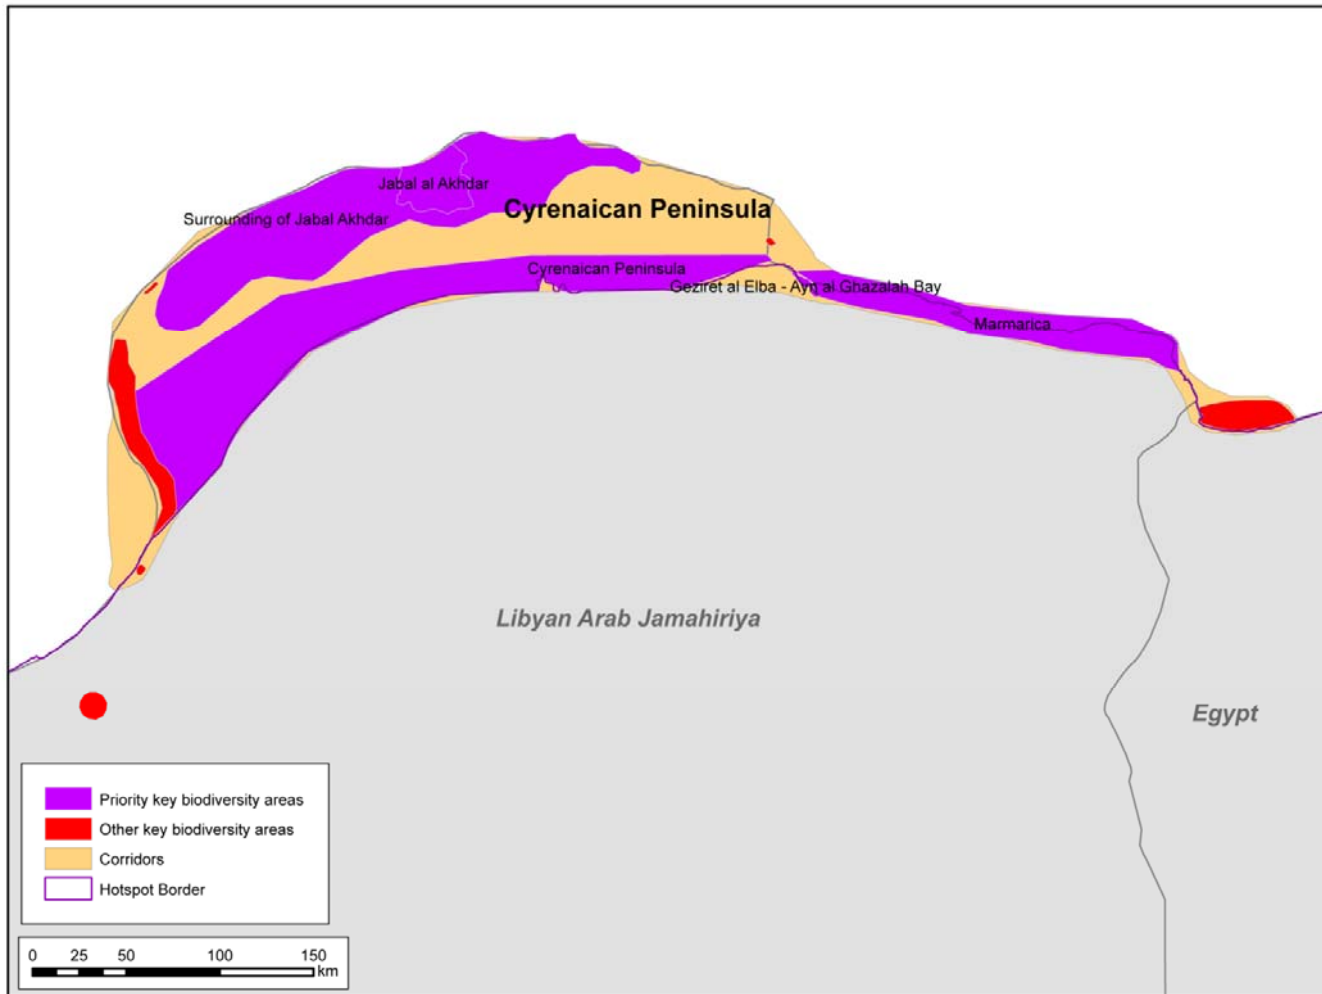 Jabal al Akhdar
Surrounding of Jabal Akhdar
Cyrenaican Peninsula
Cyrenaican Peninsula
Geziret al Elba - Ayn al Ghazalah Bay
Marmarica
Libyan Arab Jamahiriya
Egypt
Priority key biodiversity areas
Other key biodiversity areas
Corridors
Hotspot Border
0 25 50 100 150
km